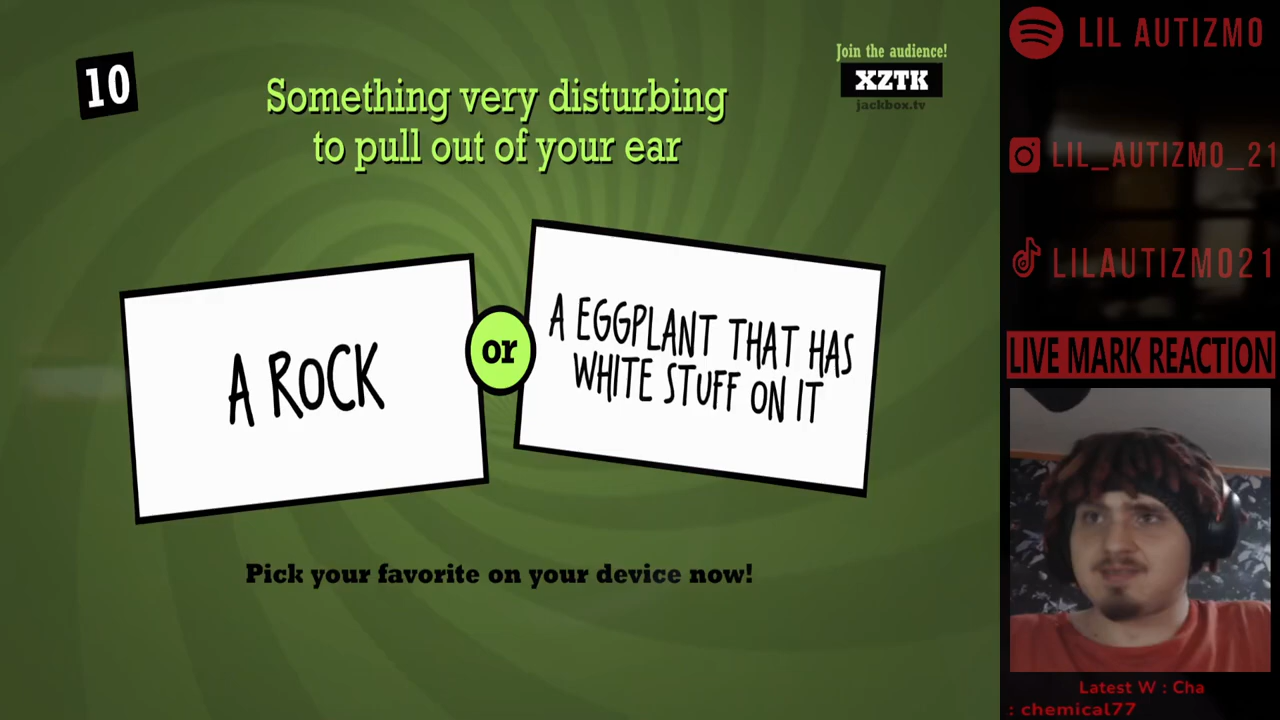 10
Something very disturbing
to pull out of your ear
Join the audience!
XZTK
jackbox.tv
A ROCK
or
A EGGPLANT THAT HAS
WHITE STUFF ON IT
Pick your favorite on your device now!
LIL AUTIZMO
LIL_AUTIZMO_21
LILAUTIZMO21
LIVE MARK REACTION
Latest W : Cha
: chemical77